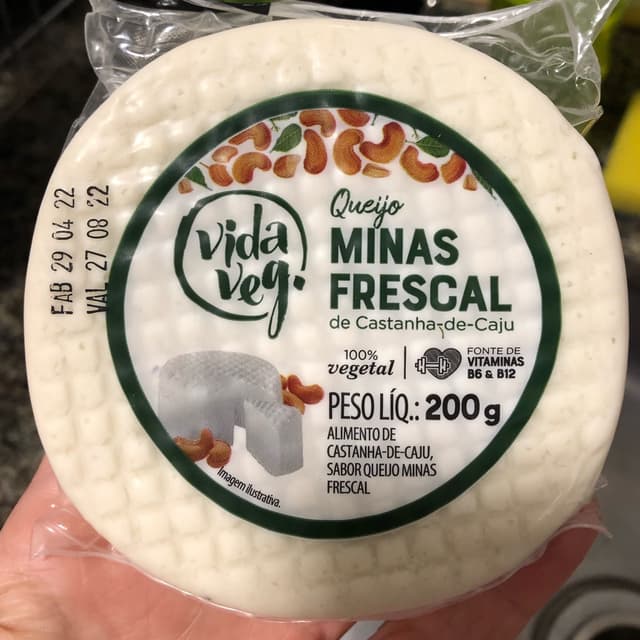 FAB 29 04 22
VAL 27 08 22
vida
veg.
Queijo
MINAS
FRESCAL
de Castanha-de-Caju
100%
vegetal
FONTE DE
VITAMINAS
B6 & B12
PESO LÍQ.: 200g
ALIMENTO DE
CASTANHA-DE-CAJU,
SABOR QUEIJO MINAS
FRESCAL
Imagem ilustrativa.